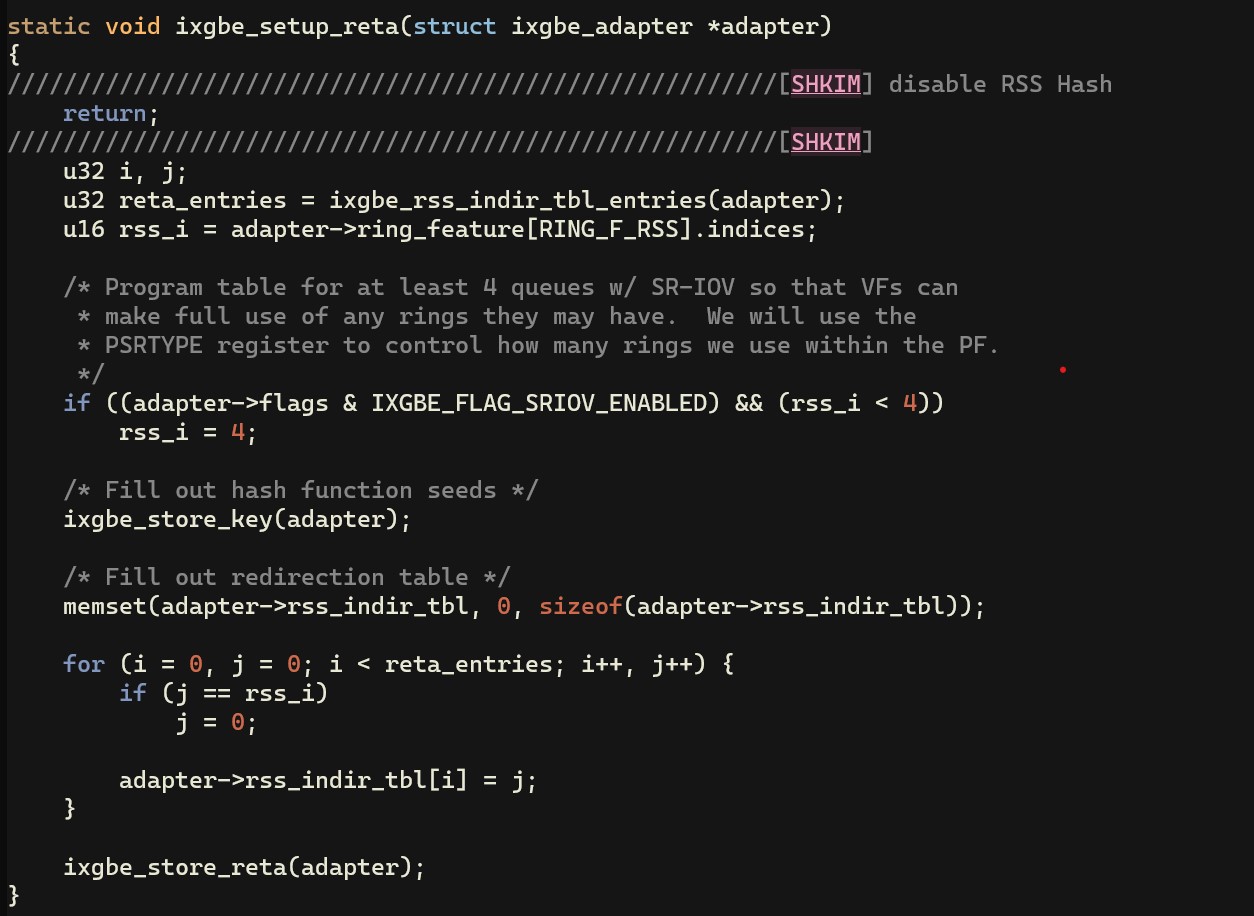 static void ixgbe_setup_reta(struct ixgbe_adapter *adapter)
{
///////////////////////////////////////////////////////[SHKIM] disable RSS Hash
    return;
///////////////////////////////////////////////////////[SHKIM]
    u32 i, j;
    u32 reta_entries = ixgbe_rss_indir_tbl_entries(adapter);
    u16 rss_i = adapter->ring_feature[RING_F_RSS].indices;

    /* Program table for at least 4 queues w/ SR-IOV so that VFs can
     * make full use of any rings they may have.  We will use the
     * PSRTYPE register to control how many rings we use within the PF.
     */
    if ((adapter->flags & IXGBE_FLAG_SRIOV_ENABLED) && (rss_i < 4))
        rss_i = 4;

    /* Fill out hash function seeds */
    ixgbe_store_key(adapter);

    /* Fill out redirection table */
    memset(adapter->rss_indir_tbl, 0, sizeof(adapter->rss_indir_tbl));

    for (i = 0, j = 0; i < reta_entries; i++, j++) {
        if (j == rss_i)
            j = 0;

        adapter->rss_indir_tbl[i] = j;
    }

    ixgbe_store_reta(adapter);
}